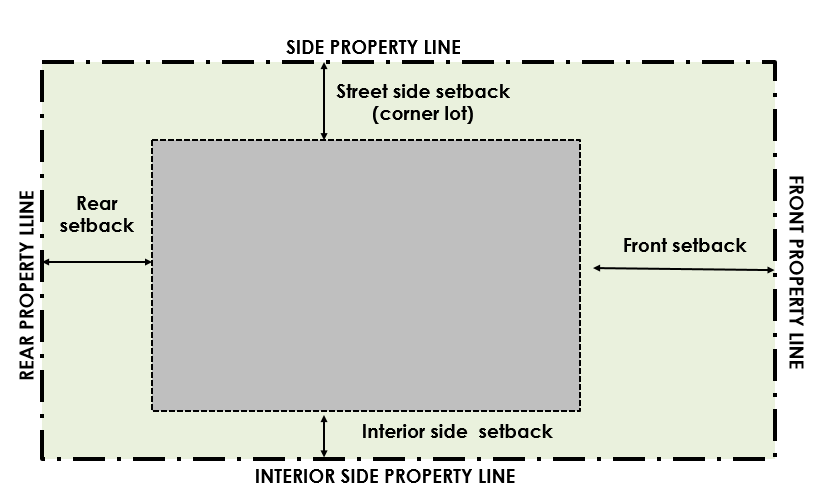 SIDE PROPERTY LINE
Street side setback
(corner lot)
Rear
setback
REAR PROPERTY LLINE
Front setback
FRONT PROPERTY LINE
Interior side  setback
INTERIOR SIDE PROPERTY LINE